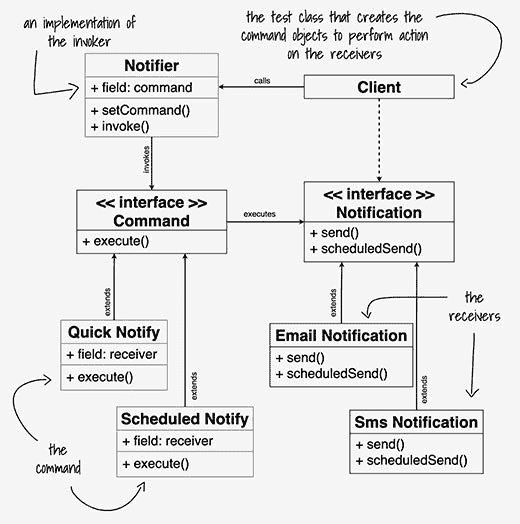 an implementation of
the invoker
the test class that creates the
command objects to perform action
on the receivers
Notifier
+ field: command
+ setCommand()
+ invoke()
calls
Client
invokes
<< interface >>
Command
+ execute()
executes
<< interface >>
Notification
+ send()
+ scheduledSend()
extends
extends
extends
extends
the
receivers
Quick Notify
+ field: receiver
+ execute()
Email Notification
+ send()
+ scheduledSend()
the
command
Scheduled Notify
+ field: receiver
+ execute()
Sms Notification
+ send()
+ scheduledSend()